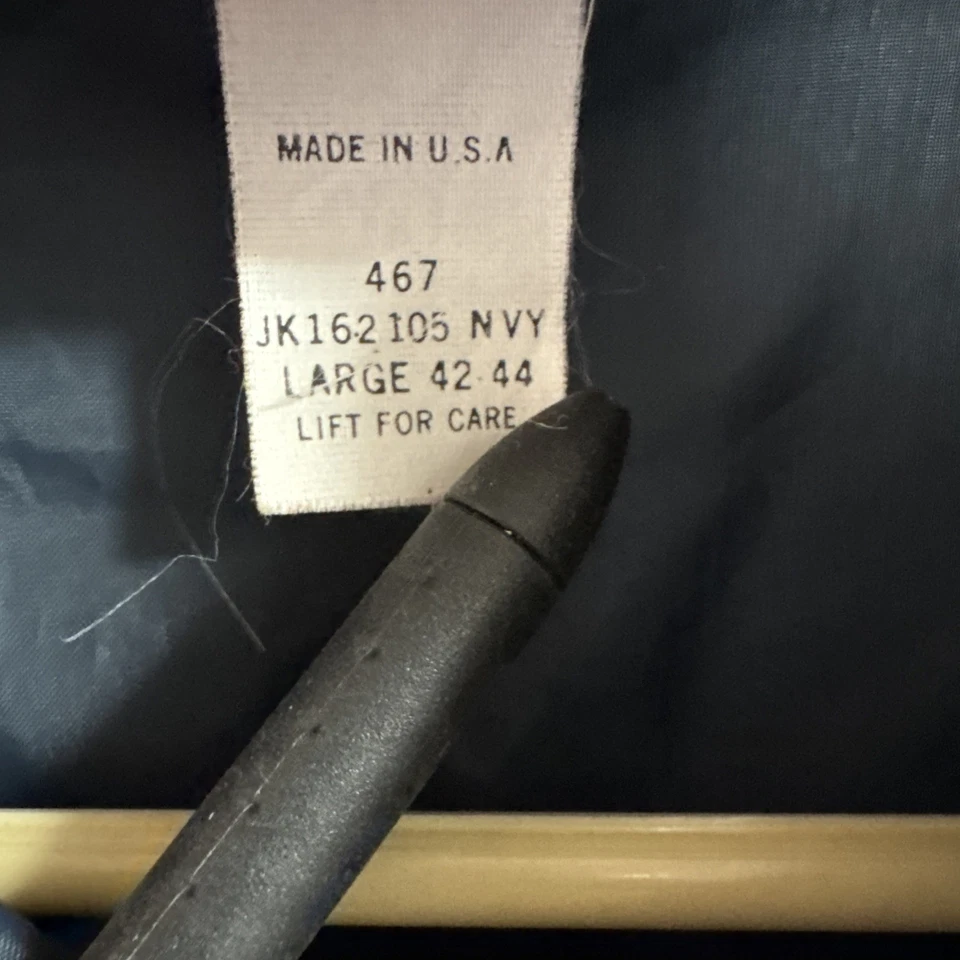 MADE IN U.S.A
467
JK162105 NVY
LARGE 42-44
LIFT FOR CARE